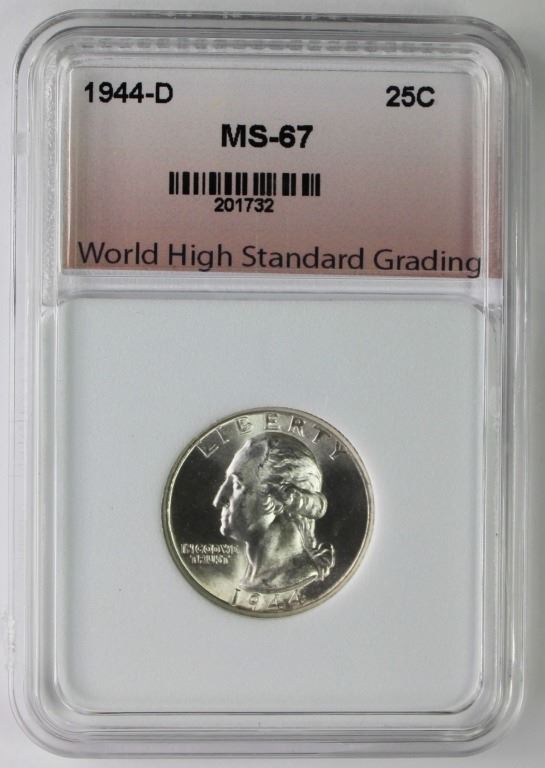 1944-D 25C
MS-67
201732
World High Standard Grading
LIBERTY
IN GOD WE
TRUST
1944